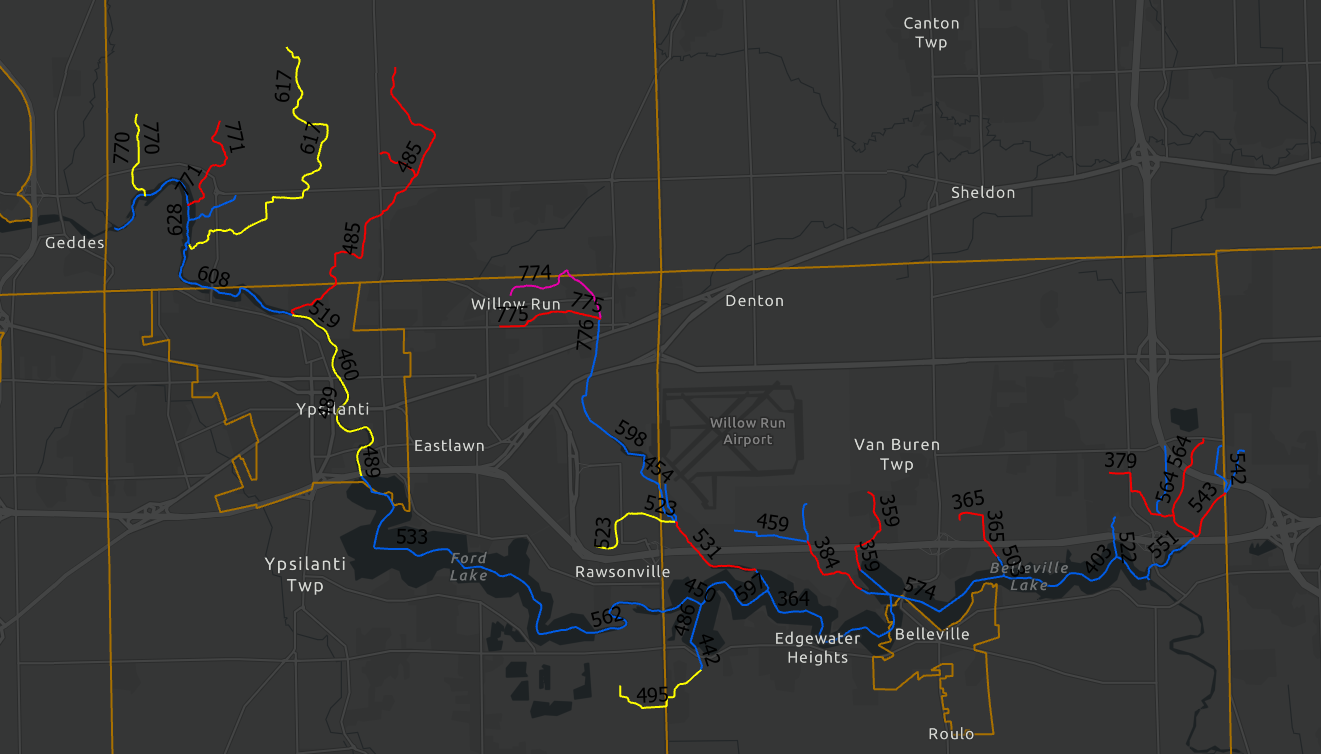 Canton
Twp
617
770
770
771
617
485
771
Sheldon
628
485
Geddes
608
774
Willow Run
775
775
Denton
519
776
460
489
Ypsilanti
Willow Run
Airport
598
Eastlawn
Van Buren
Twp
489
454
379
564
564
542
543
523
523
459
365
365
359
359
533
531
384
403
522
551
Ypsilanti
Twp
Ford
Lake
Rawsonville
Belleville
Lake
450
597
364
574
562
486
442
Edgewater
Heights
Belleville
495
Roulo